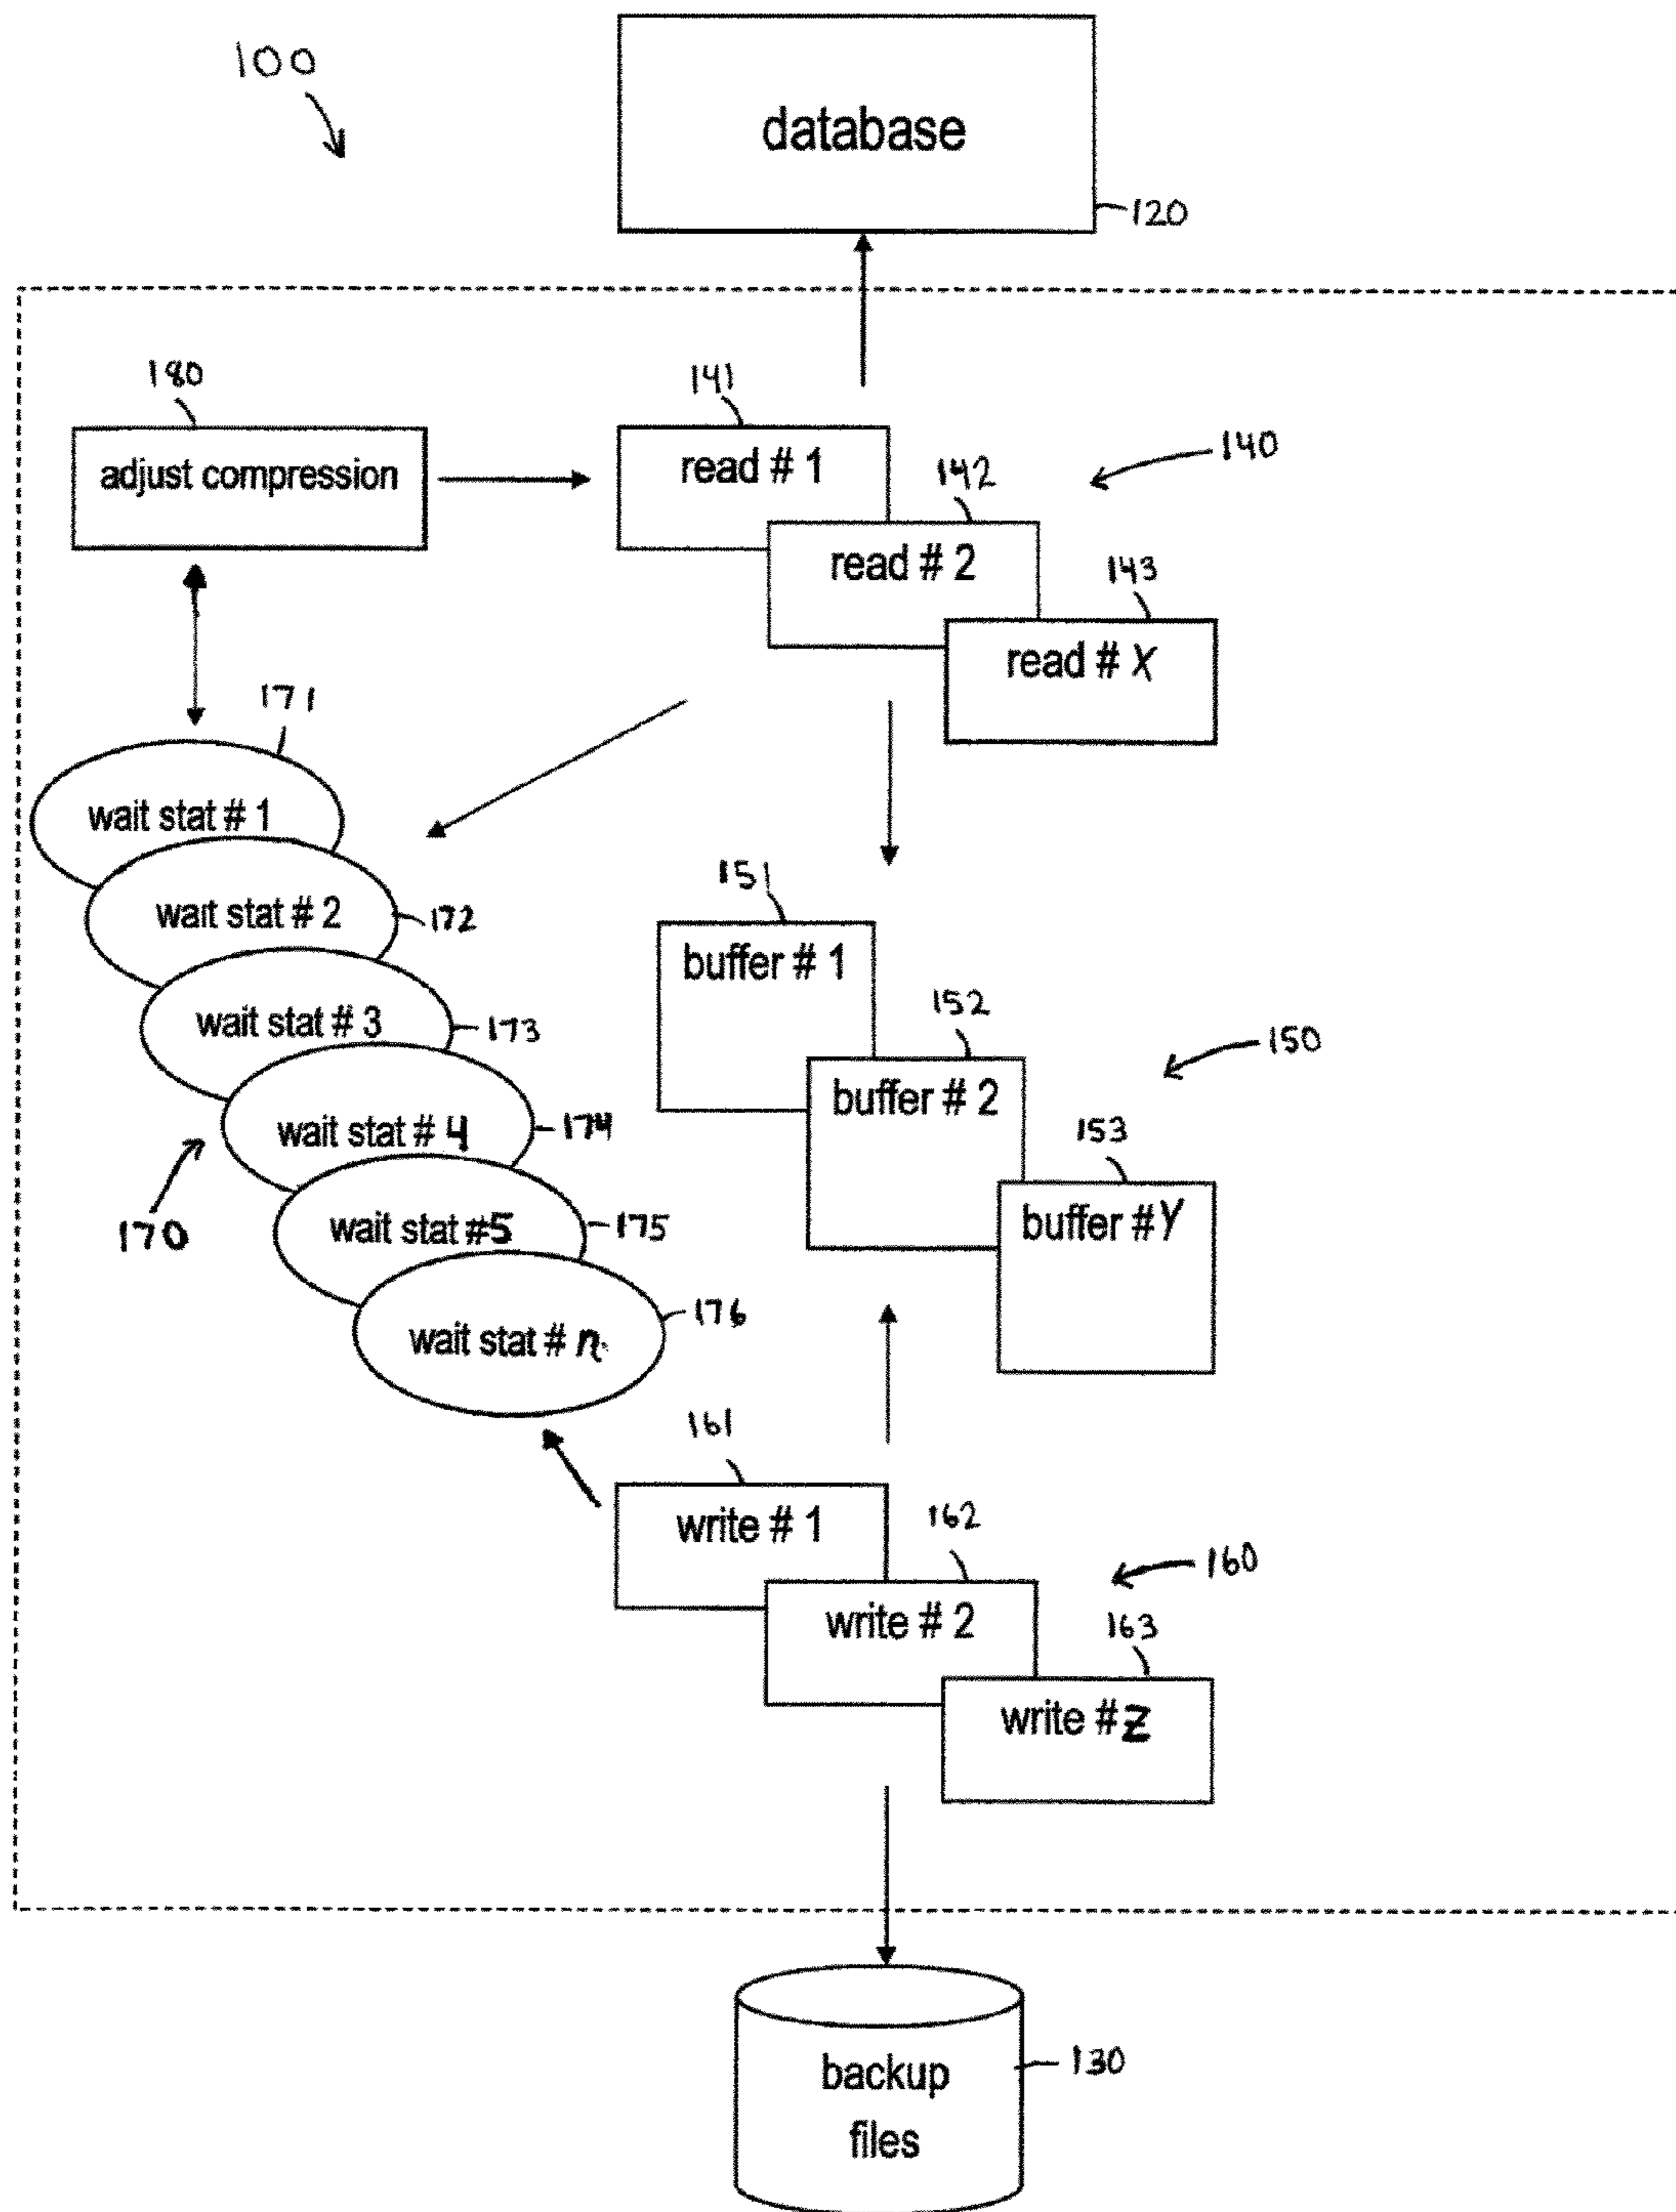 100
database
120
180
141
adjust compression
read # 1
140
142
read # 2
143
read # X
171
wait stat # 1
151
wait stat # 2
172
buffer # 1
152
wait stat # 3
173
150
buffer # 2
wait stat # 4
174
153
170
wait stat #5
175
buffer #Y
176
wait stat # n
161
write # 1
162
160
write # 2
163
write #Z
130
backup
files